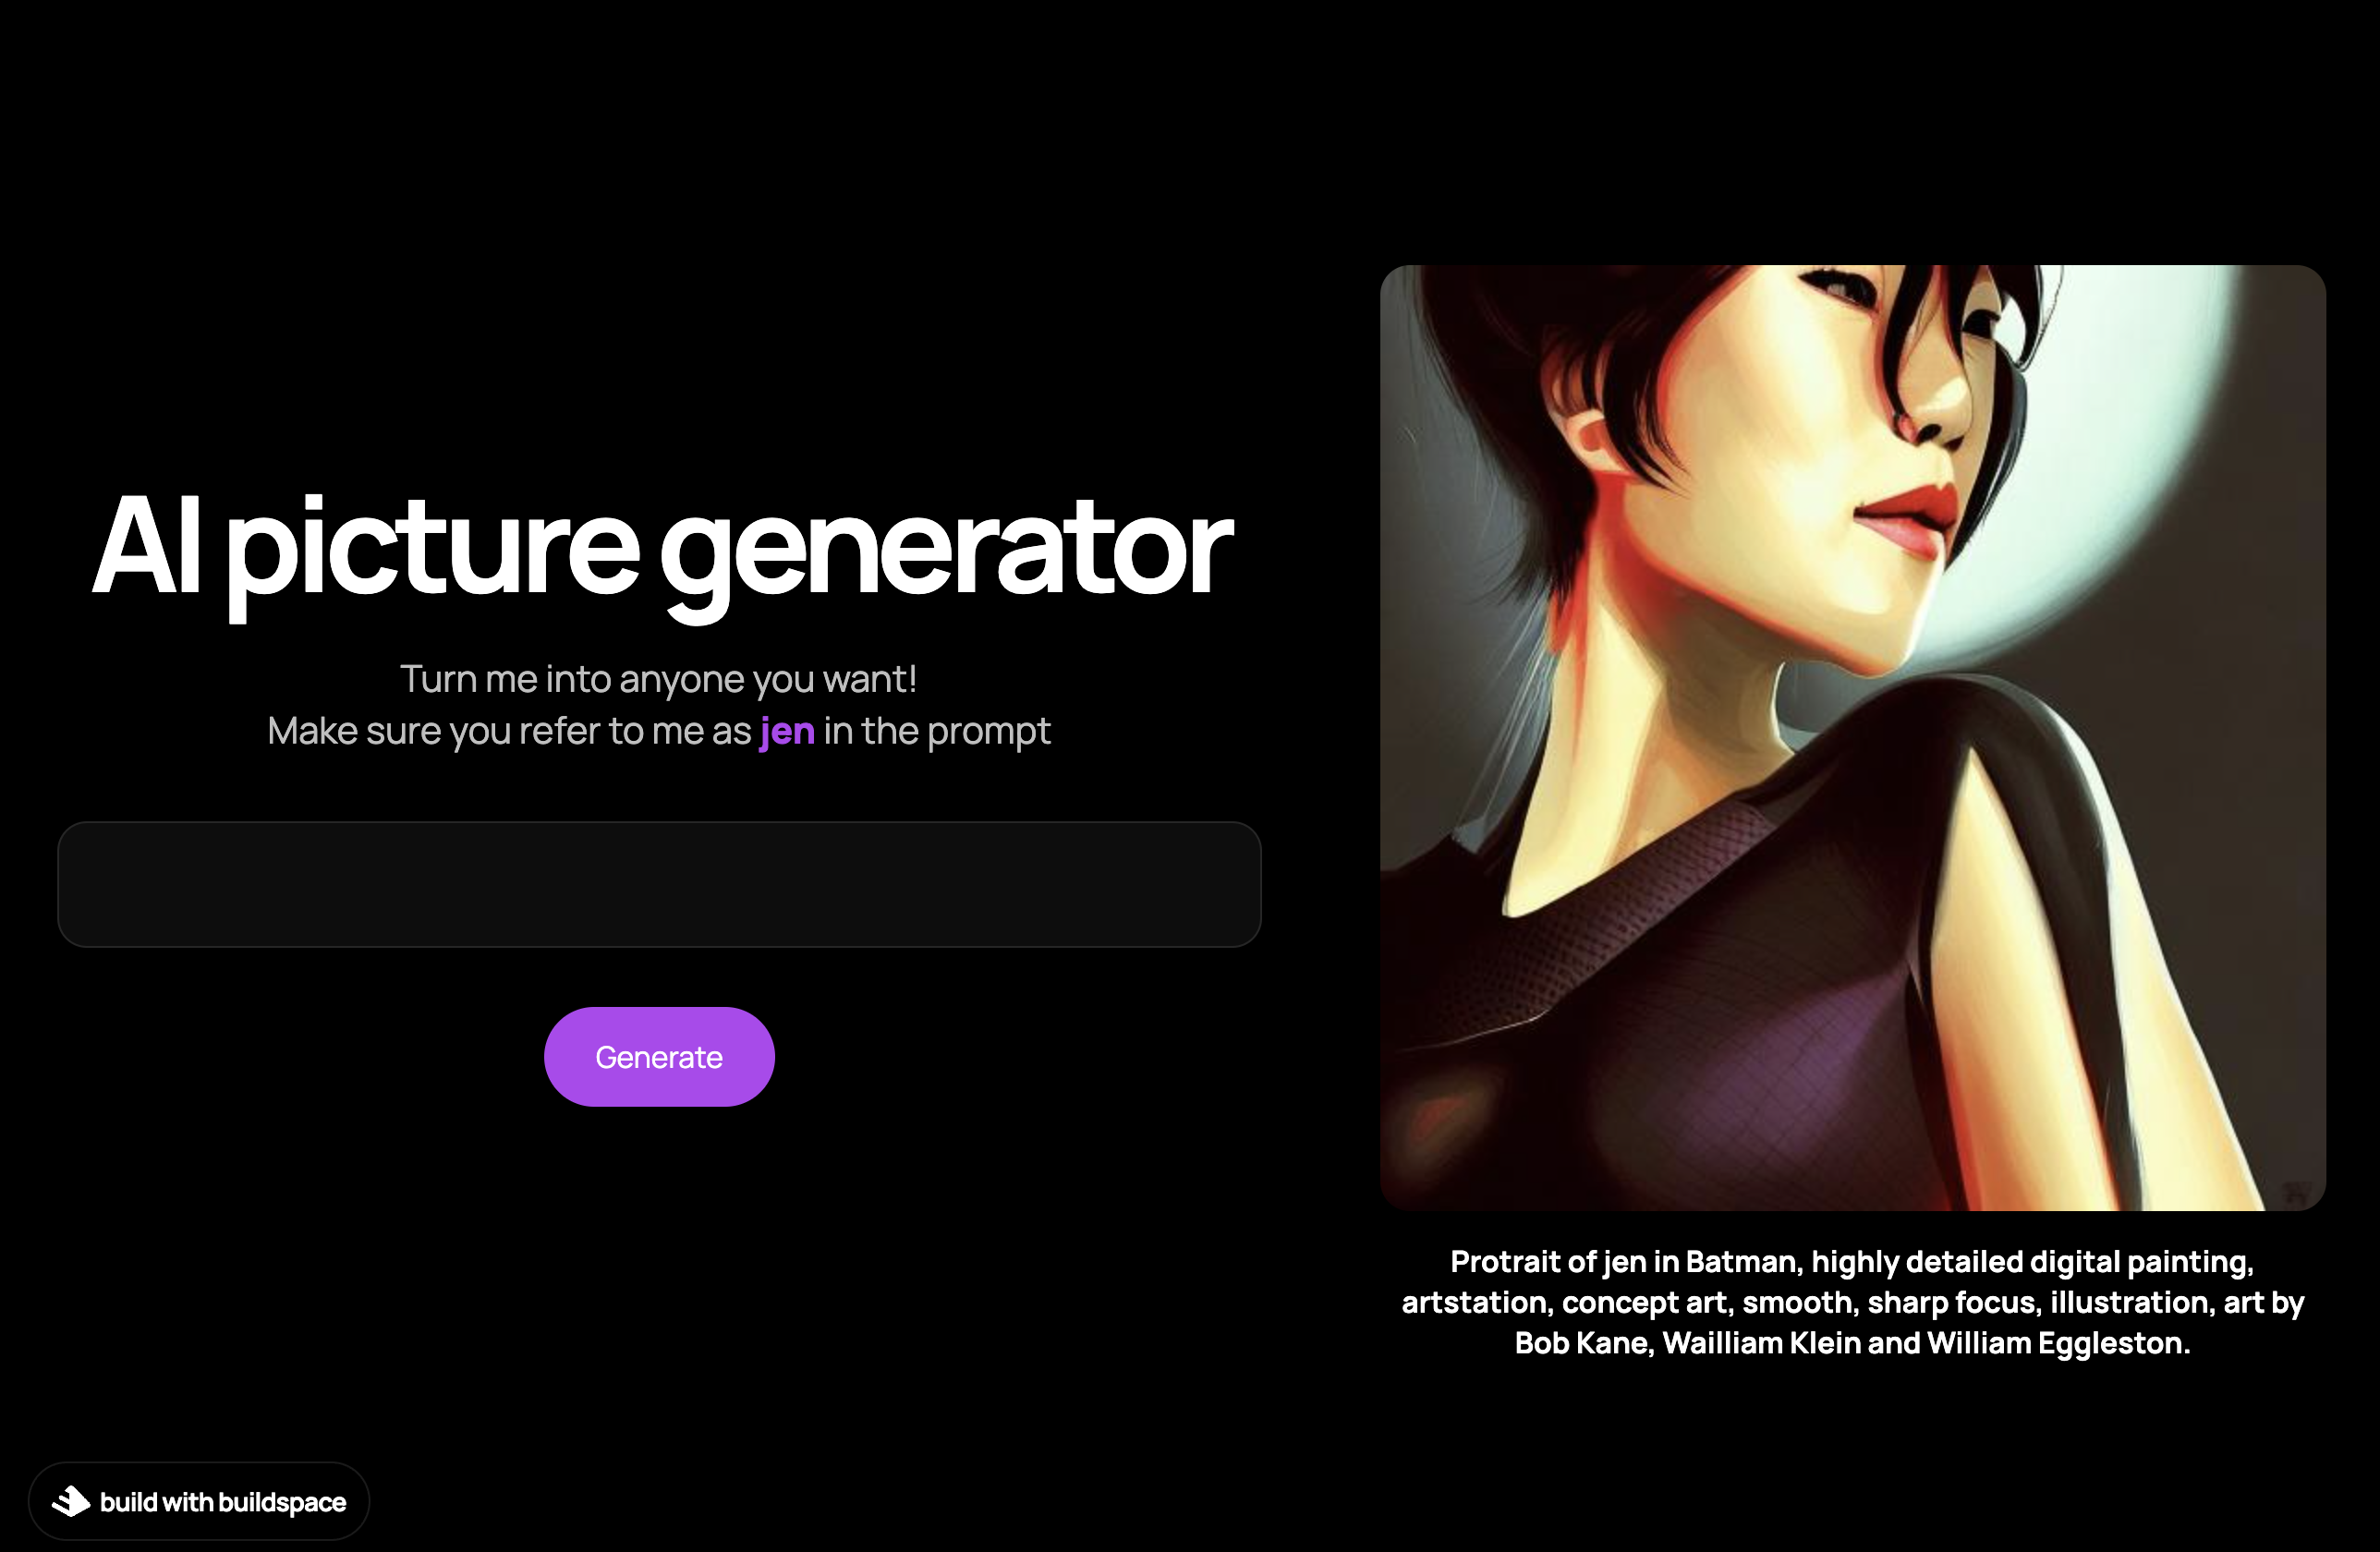 AI picture generator
Turn me into anyone you want!
Make sure you refer to me as jen in the prompt
Generate
Protrait of jen in Batman, highly detailed digital painting,
artstation, concept art, smooth, sharp focus, illustration, art by
Bob Kane, Wailliam Klein and William Eggleston.
build with buildspace